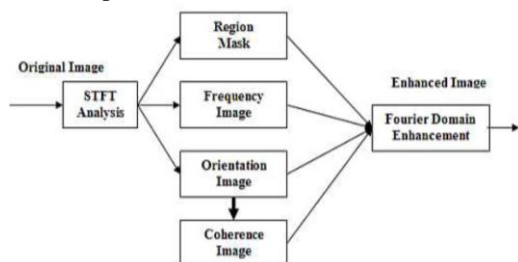 Region
Mask
Original Image
STFT
Analysis
Frequency
Image
Enhanced Image
Fourier Domain
Enhancement
Orientation
Image
Coherence
Image